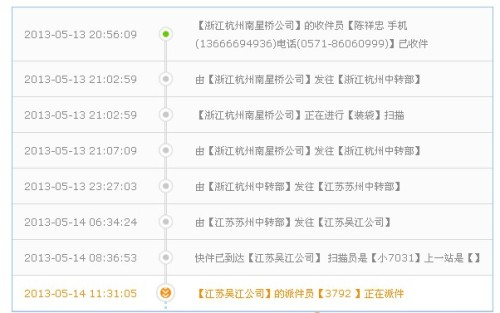 2013-05-13 20:56:09 【浙江杭州南星桥公司】的收件员【陈祥忠 手机
(13666694936)电话(0571-86060999)】已收件
2013-05-13 21:02:59 由【浙江杭州南星桥公司】发往【浙江杭州中转部】
2013-05-13 21:02:59 【浙江杭州南星桥公司】正在进行【装袋】扫描
2013-05-13 21:07:09 由【浙江杭州南星桥公司】发往【浙江杭州中转部】
2013-05-13 23:27:03 由【浙江杭州中转部】发往【江苏苏州中转部】
2013-05-14 06:34:24 由【江苏苏州中转部】发往【江苏吴江公司】
2013-05-14 08:36:53 快件已到达【江苏吴江公司】 扫描员是【小7031】上一站是【】
2013-05-14 11:31:05 【江苏吴江公司】的派件员【3792 】正在派件